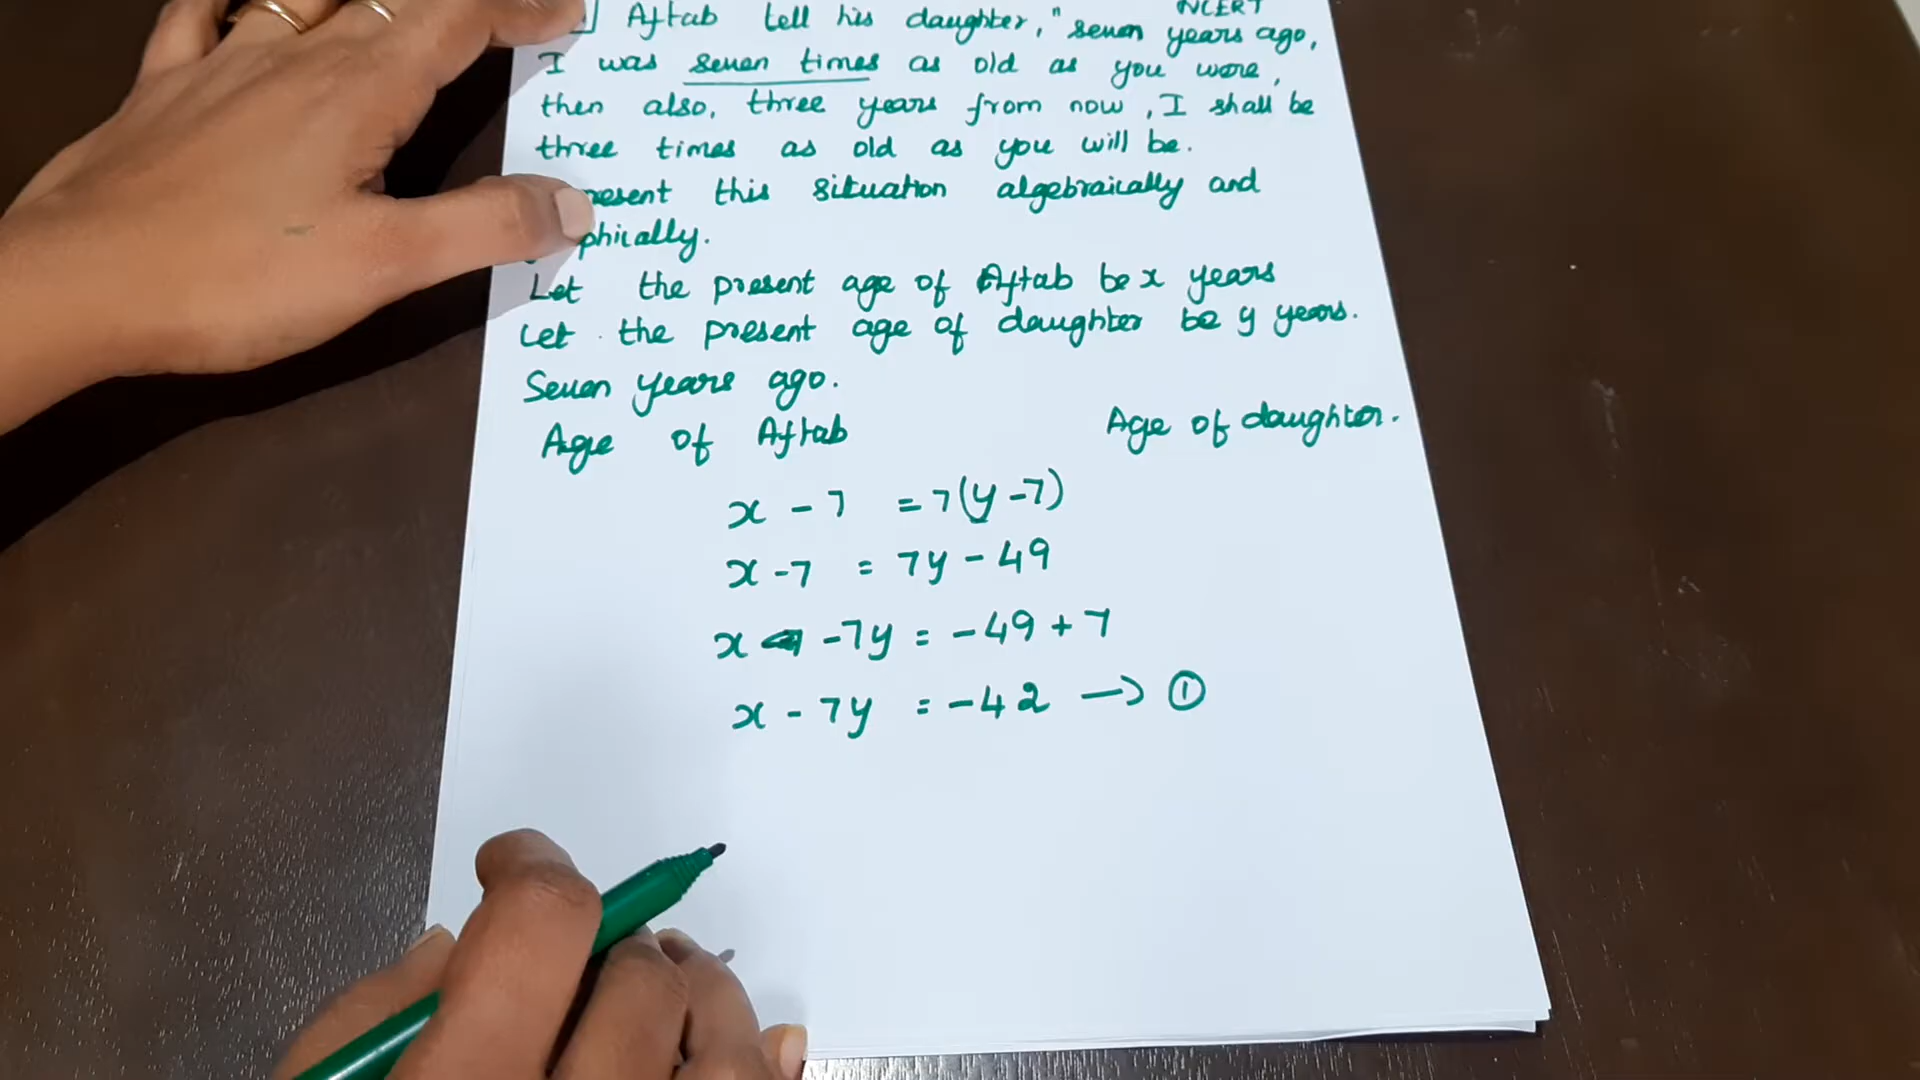 NCERT
Aftab tell his daughter, "seven years ago,
I was seven times as old as you were,
then also, three years from now, I shall be
three times as old as you will be.
resent this situation algebraically and
phically.
Let the present age of Aftab be x years
Let the present age of daughter be y years.
Seven years ago.
Age of Aftab Age of daughter.
x - 7 = 7(y - 7)
x - 7 = 7y - 49
x - 7y = - 49 + 7
x - 7y = - 42 → ①